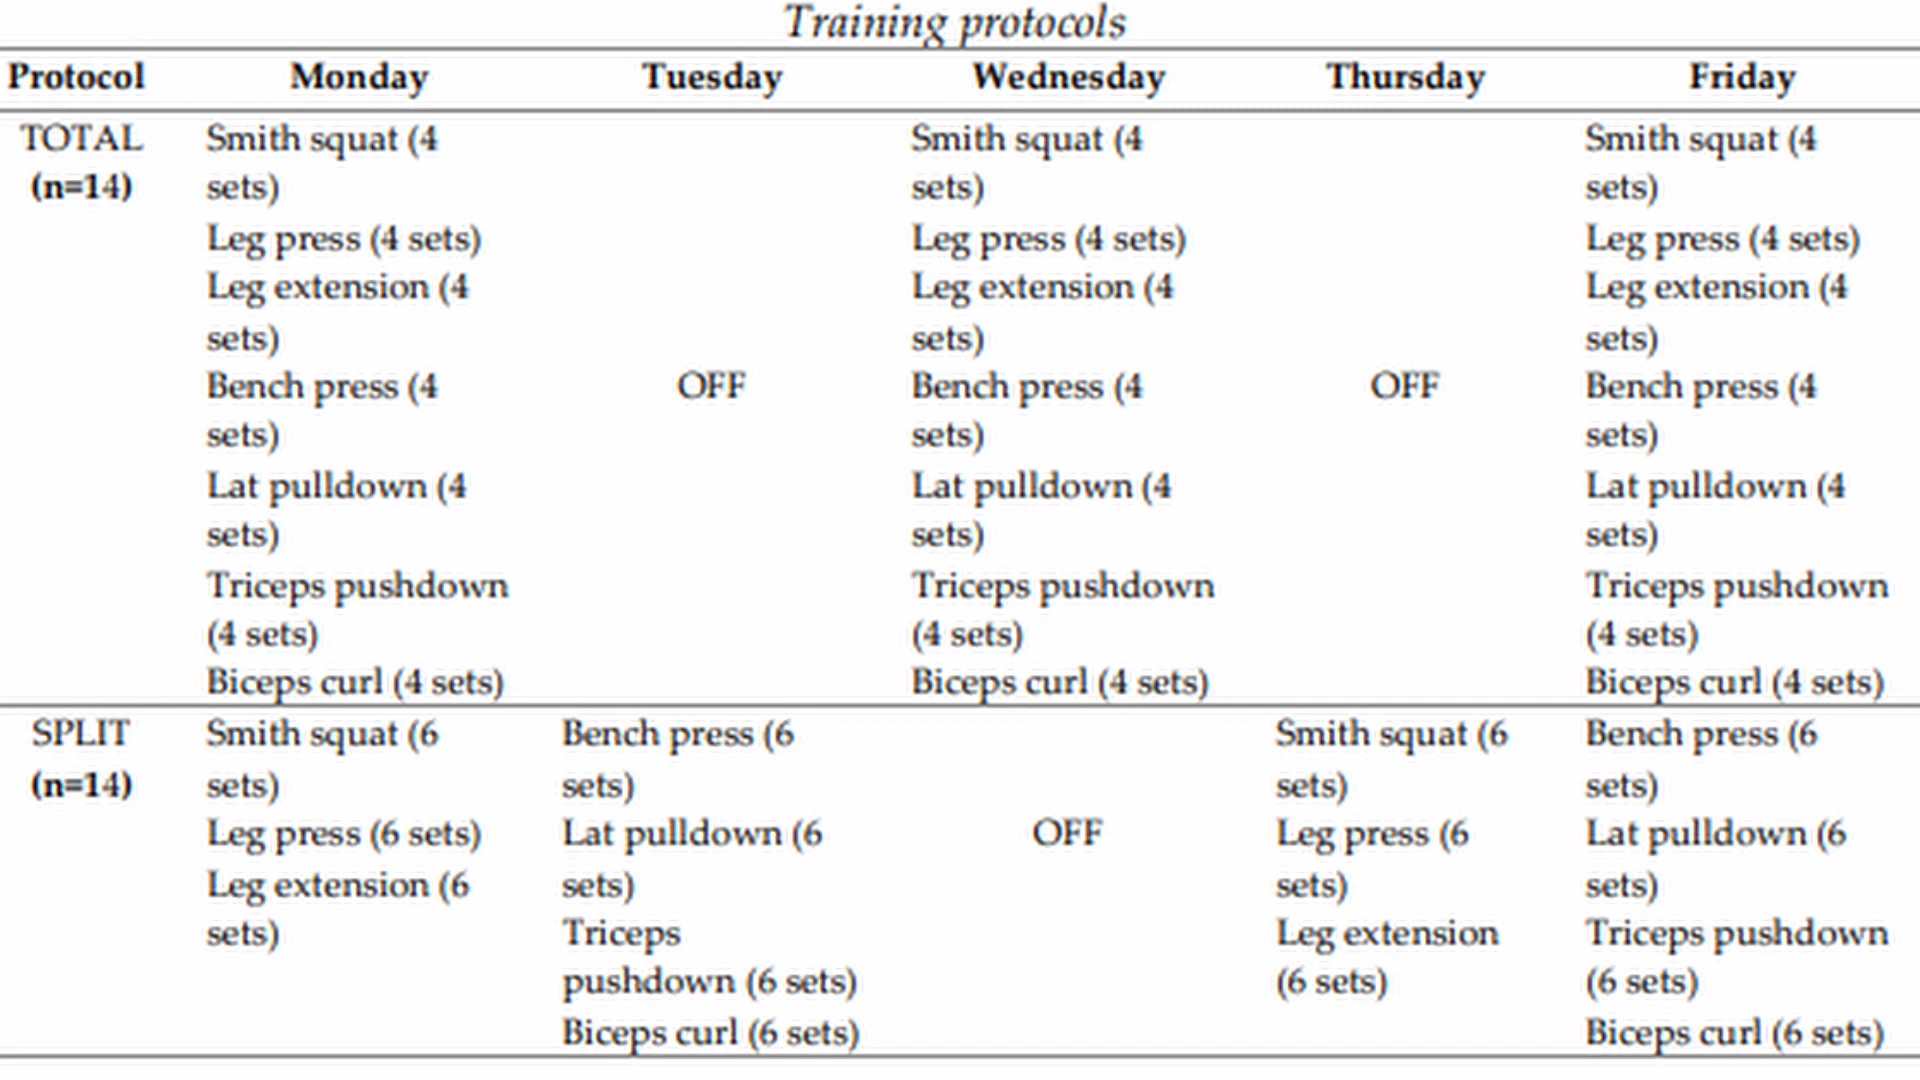 Training protocols
Protocol Monday Tuesday Wednesday Thursday Friday
TOTAL Smith squat (4 Smith squat (4 Smith squat (4
(n=14) sets) sets) sets)
Leg press (4 sets) Leg press (4 sets) Leg press (4 sets)
Leg extension (4 Leg extension (4 Leg extension (4
sets) sets) sets)
Bench press (4 OFF Bench press (4 OFF Bench press (4
sets) sets) sets)
Lat pulldown (4 Lat pulldown (4 Lat pulldown (4
sets) sets) sets)
Triceps pushdown Triceps pushdown Triceps pushdown
(4 sets) (4 sets) (4 sets)
Biceps curl (4 sets) Biceps curl (4 sets) Biceps curl (4 sets)
SPLIT Smith squat (6 Bench press (6 Smith squat (6 Bench press (6
(n=14) sets) sets) sets) sets)
Leg press (6 sets) Lat pulldown (6 OFF Leg press (6 Lat pulldown (6
Leg extension (6 sets) sets) sets)
sets) Triceps Leg extension Triceps pushdown
pushdown (6 sets) (6 sets) (6 sets)
Biceps curl (6 sets) Biceps curl (6 sets)